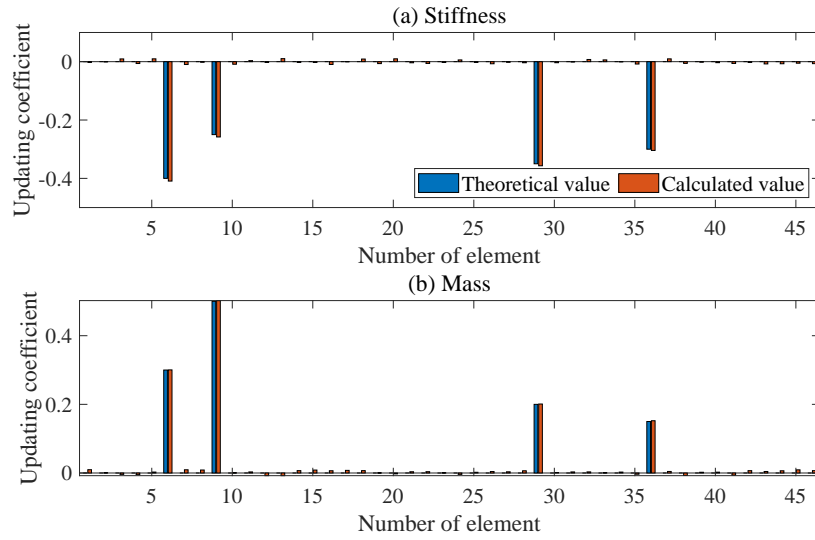 (a) Stiffness
0
-0.2
-0.4
Updating coefficient
Theoretical value Calculated value
5 10 15 20 25 30 35 40 45
Number of element
(b) Mass
0.4
0.2
0
Updating coefficient
5 10 15 20 25 30 35 40 45
Number of element